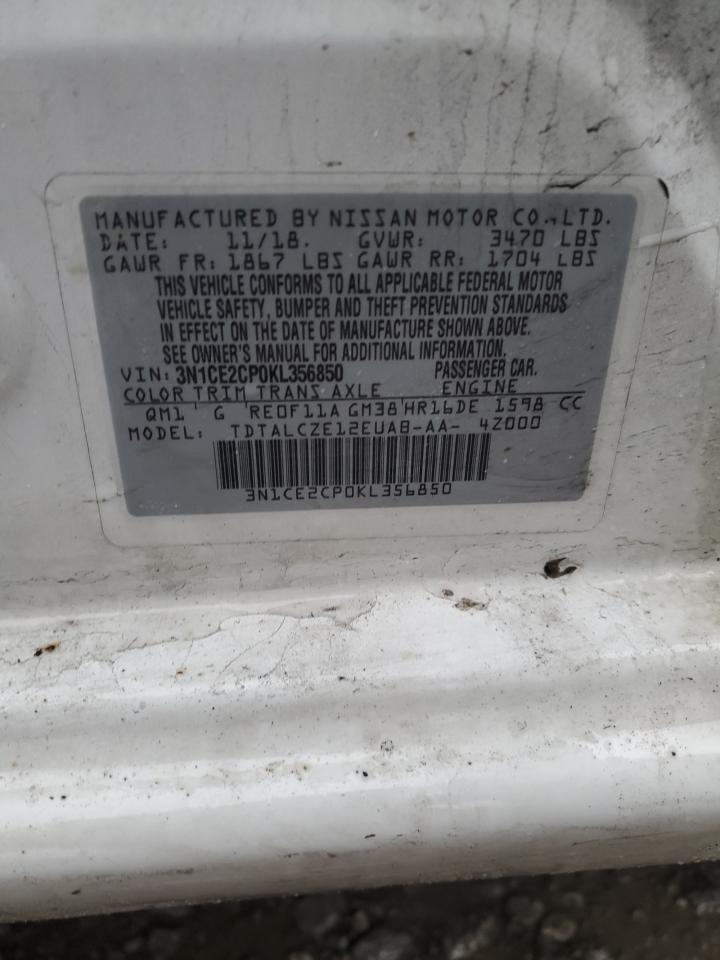 MANUFACTURED BY NISSAN MOTOR CO.,LTD.
DATE: 11/18. GVWR: 3470 LBS
GAWR FR: 1867 LBS GAWR RR: 1704 LBS
THIS VEHICLE CONFORMS TO ALL APPLICABLE FEDERAL MOTOR
VEHICLE SAFETY, BUMPER AND THEFT PREVENTION STANDARDS
IN EFFECT ON THE DATE OF MANUFACTURE SHOWN ABOVE.
SEE OWNER'S MANUAL FOR ADDITIONAL INFORMATION.
VIN: 3N1CE2CP0KL356850 PASSENGER CAR.
COLOR TRIM TRANS AXLE ENGINE
QM1 G RE0F11A GM38 HR16DE 1598 CC
MODEL: TDTALCZE12EUAB-AA- 4Z000
3N1CE2CP0KL356850